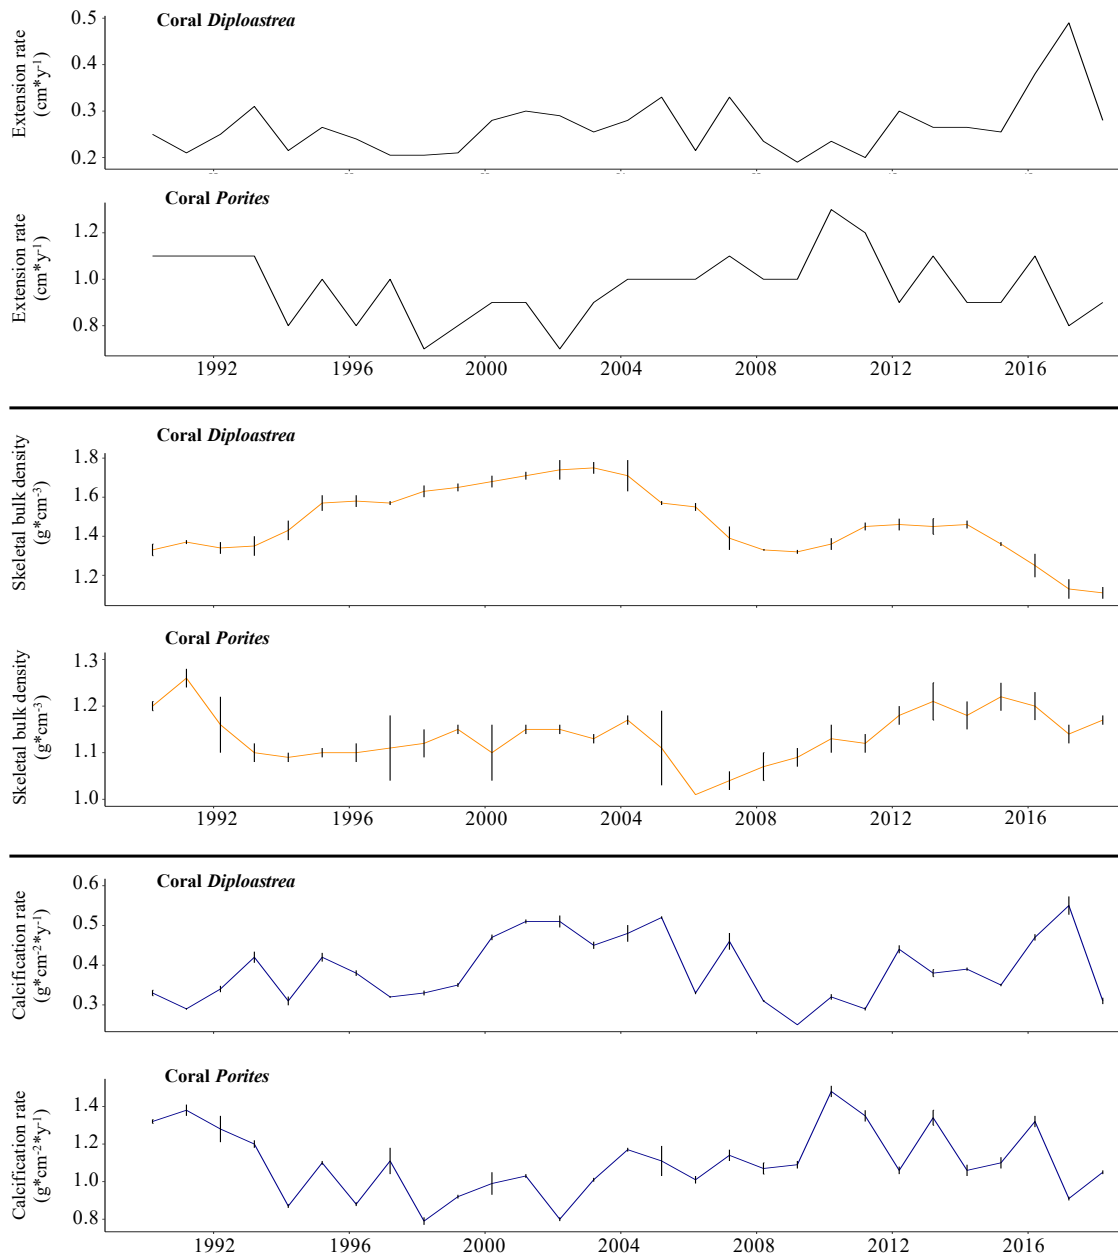 Coral Diploastrea
Extension rate
(cm*y-1)
0.5
0.4
0.3
0.2
Coral Porites
Extension rate
(cm*y-1)
1.2
1.0
0.8
1992 1996 2000 2004 2008 2012 2016
Coral Diploastrea
Skeletal bulk density
(g*cm-3)
1.8
1.6
1.4
1.2
Coral Porites
Skeletal bulk density
(g*cm-3)
1.3
1.2
1.1
1.0
1992 1996 2000 2004 2008 2012 2016
Coral Diploastrea
Calcification rate
(g*cm-2*y-1)
0.6
0.5
0.4
0.3
Coral Porites
Calcification rate
(g*cm-2*y-1)
1.4
1.2
1.0
0.8
1992 1996 2000 2004 2008 2012 2016